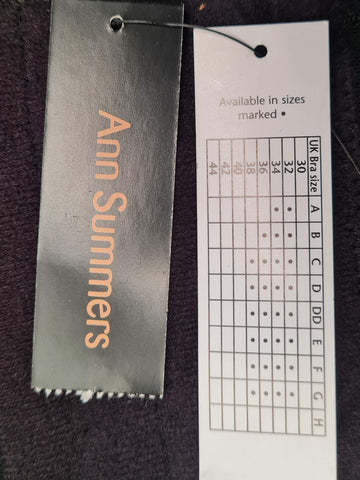 Ann Summers
Available in sizes
marked •
UK Bra size A B C D DD E F G H
30
32 • • • • • • • •
34 • • • • • • • •
36 • • • • • • •
38 • • • • • •
40
42
44